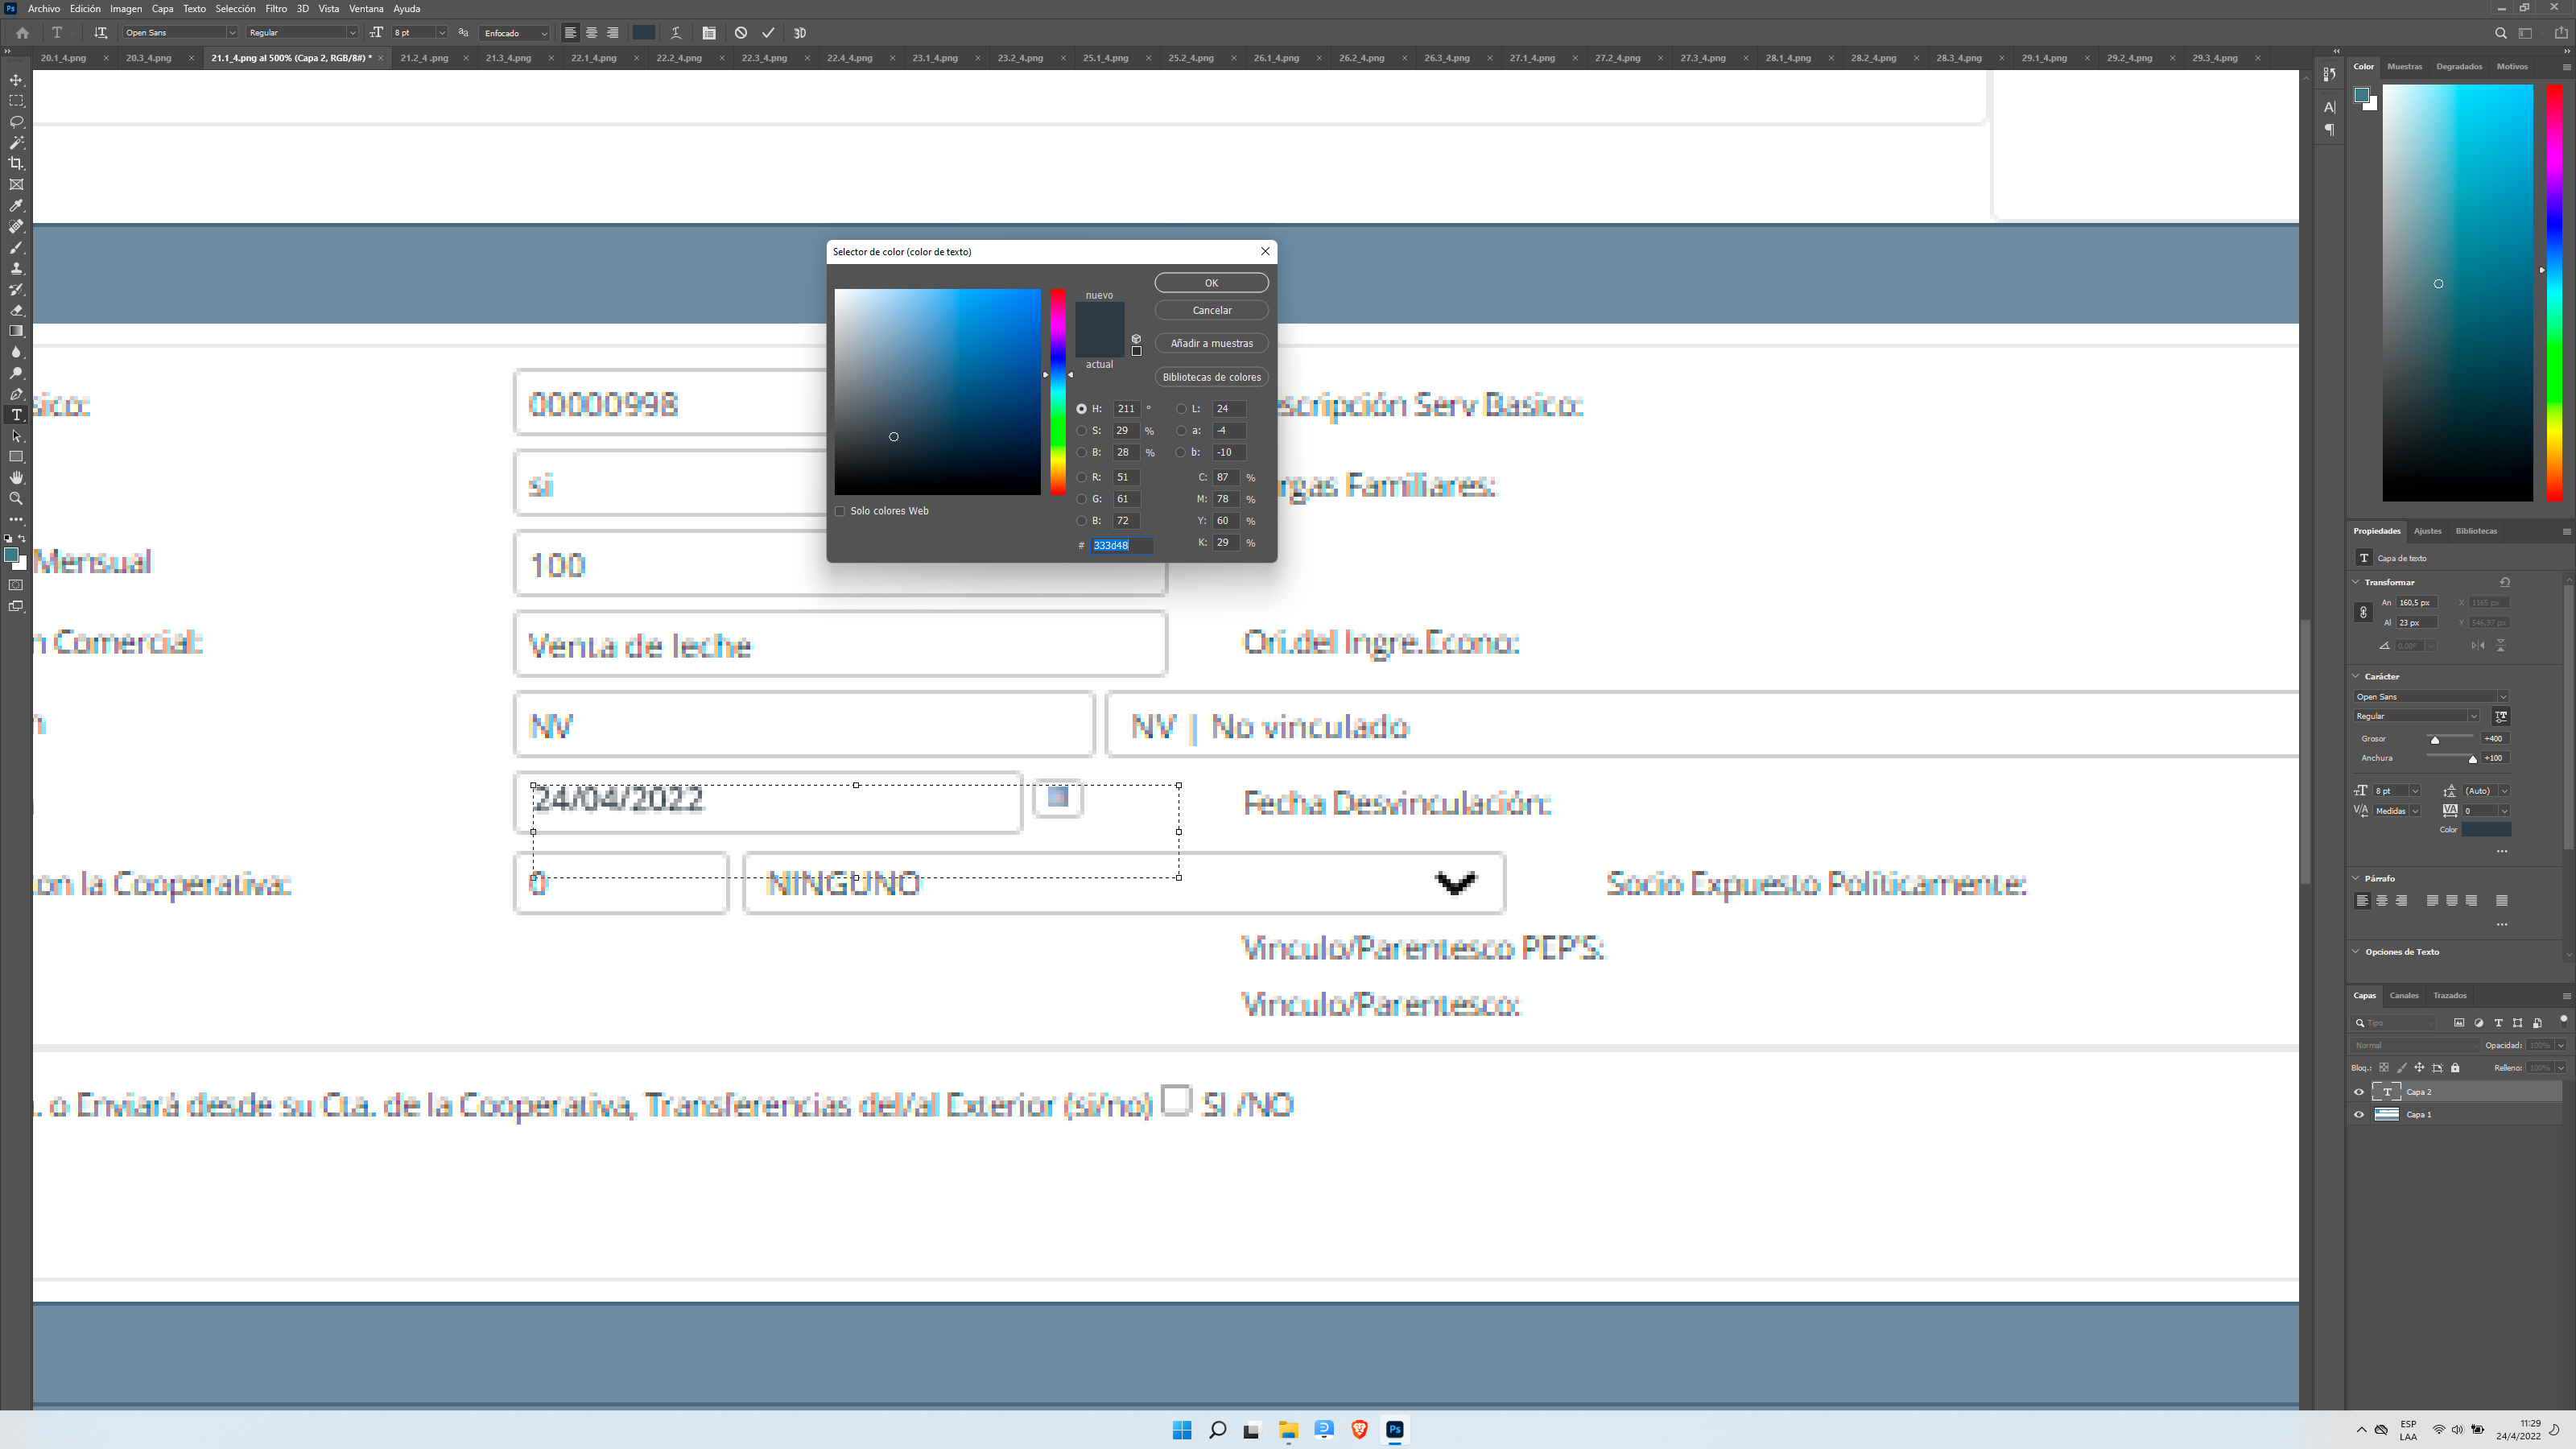 Archivo Edición Imagen Capa Texto Selección Filtro 3D Vista Ventana Ayuda
Open Sans Regular 8 pt Enfocado 3D
20.1_4.png 20.3_4.png 21.1_4.png al 500% (Capa 2, RGB/8#) * 21.2_4 .png 21.3_4.png 22.1_4.png 22.2_4.png 22.3_4.png 22.4_4.png 23.1_4.png 23.2_4.png 25.1_4.png 25.2_4.png 26.1_4.png 26.2_4.png 26.3_4.png 27.1_4.png 27.2_4.png 27.3_4.png 28.1_4.png 28.2_4.png 28.3_4.png 29.1_4.png 29.2_4.png 29.3_4.png
Color Muestras Degradados Motivos
Selector de color (color de texto)
nuevo
actual
OK
Cancelar
Añadir a muestras
Bibliotecas de colores
H: 211 ° L: 24
S: 29 % a: -4
B: 28 % b: -10
R: 51 C: 87 %
G: 61 M: 78 %
B: 72 Y: 60 %
# 333d48 K: 29 %
Solo colores Web
sico: 00000998 scripción Serv Basico:
si rgas Familiares:
Mensual 100
n Comercial: Venta de leche Ori.del Ingre.Econo:
NV NV | No vinculado
24/04/2022 Fecha Desvinculación:
con la Cooperativa: 0 NINGUNO Socio Expuesto Políticamente:
Vinculo/Parentesco PEP'S:
Vinculo/Parentesco:
. o Enviará desde su Cta. de la Cooperativa, Transferencias del/al Exterior (si/no) SI /NO
Propiedades Ajustes Bibliotecas
Capa de texto
Transformar
An 160,5 px X 1165 px
Al 23 px Y 546,97 px
0,00°
Carácter
Open Sans
Regular
Grosor +400
Anchura +100
8 pt (Auto)
Medidas 0
Color
Párrafo
Opciones de Texto
Capas Canales Trazados
Tipo
Normal Opacidad: 100%
Bloq.: Relleno: 100%
Capa 2
Capa 1
ESP
LAA
11:29
24/4/2022